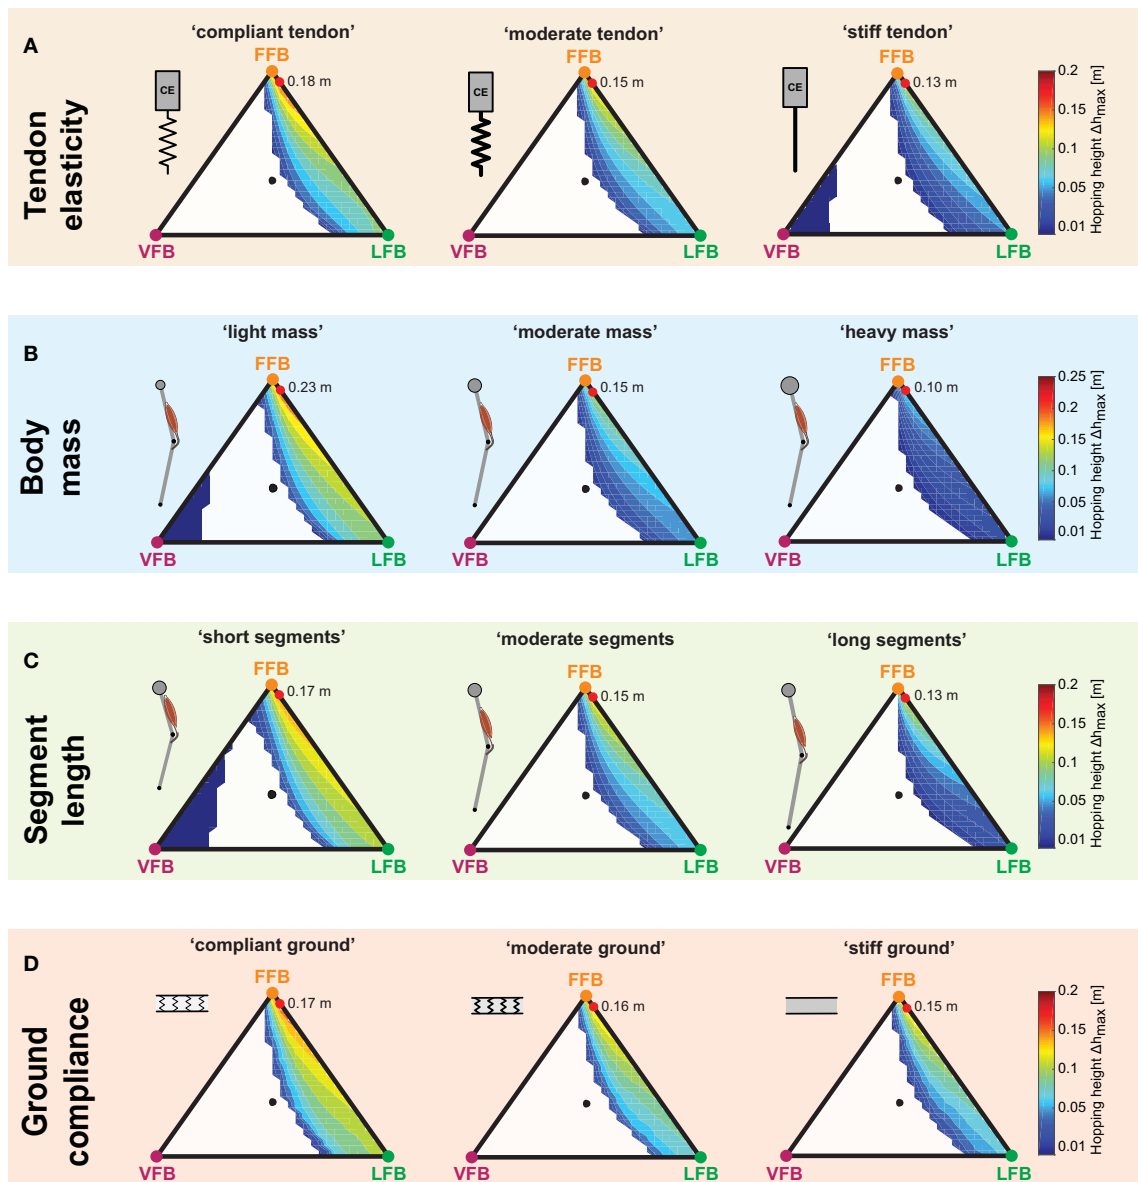 A
Tendon
elasticity
‘compliant tendon’
FFB
0.18 m
CE
VFB
LFB
‘moderate tendon’
FFB
0.15 m
CE
VFB
LFB
‘stiff tendon’
FFB
0.13 m
CE
VFB
LFB
0.2
0.15
0.1
0.05
0.01
Hopping height Δhmax [m]
B
Body
mass
‘light mass’
FFB
0.23 m
VFB
LFB
‘moderate mass’
FFB
0.15 m
VFB
LFB
‘heavy mass’
FFB
0.10 m
VFB
LFB
0.25
0.2
0.15
0.1
0.05
0.01
Hopping height Δhmax [m]
C
Segment
length
‘short segments’
FFB
0.17 m
VFB
LFB
‘moderate segments
FFB
0.15 m
VFB
LFB
‘long segments’
FFB
0.13 m
VFB
LFB
0.2
0.15
0.1
0.05
0.01
Hopping height Δhmax [m]
D
Ground
compliance
‘compliant ground’
FFB
0.17 m
VFB
LFB
‘moderate ground’
FFB
0.16 m
VFB
LFB
‘stiff ground’
FFB
0.15 m
VFB
LFB
0.2
0.15
0.1
0.05
0.01
Hopping height Δhmax [m]